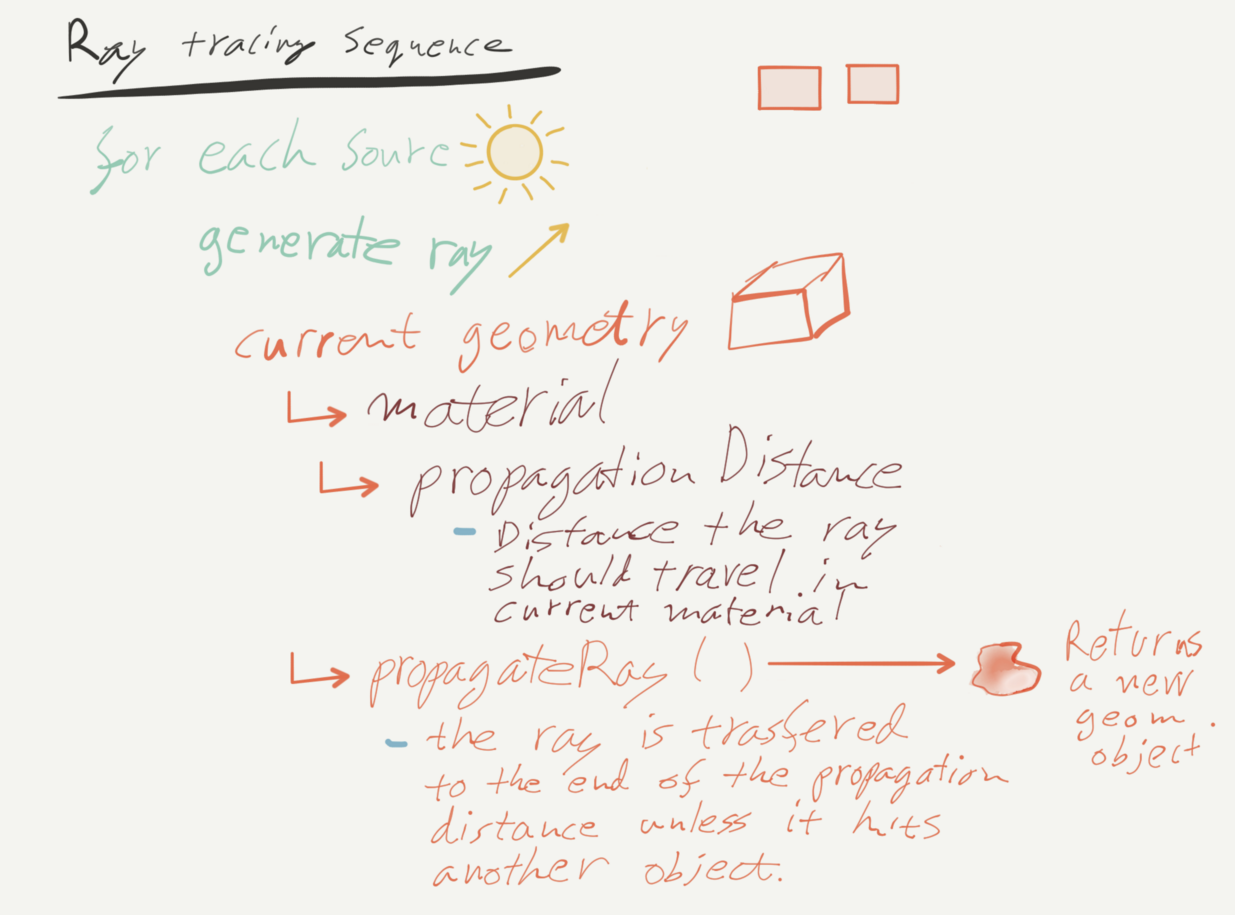 Ray tracing sequence
for each source
generate ray
current geometry
material
propagation Distance
- Distance the ray
should travel in
current material
propagateRay ( )
Returns
a new
geom.
object
- the ray is trasfered
to the end of the propagation
distance unless it hits
another object.